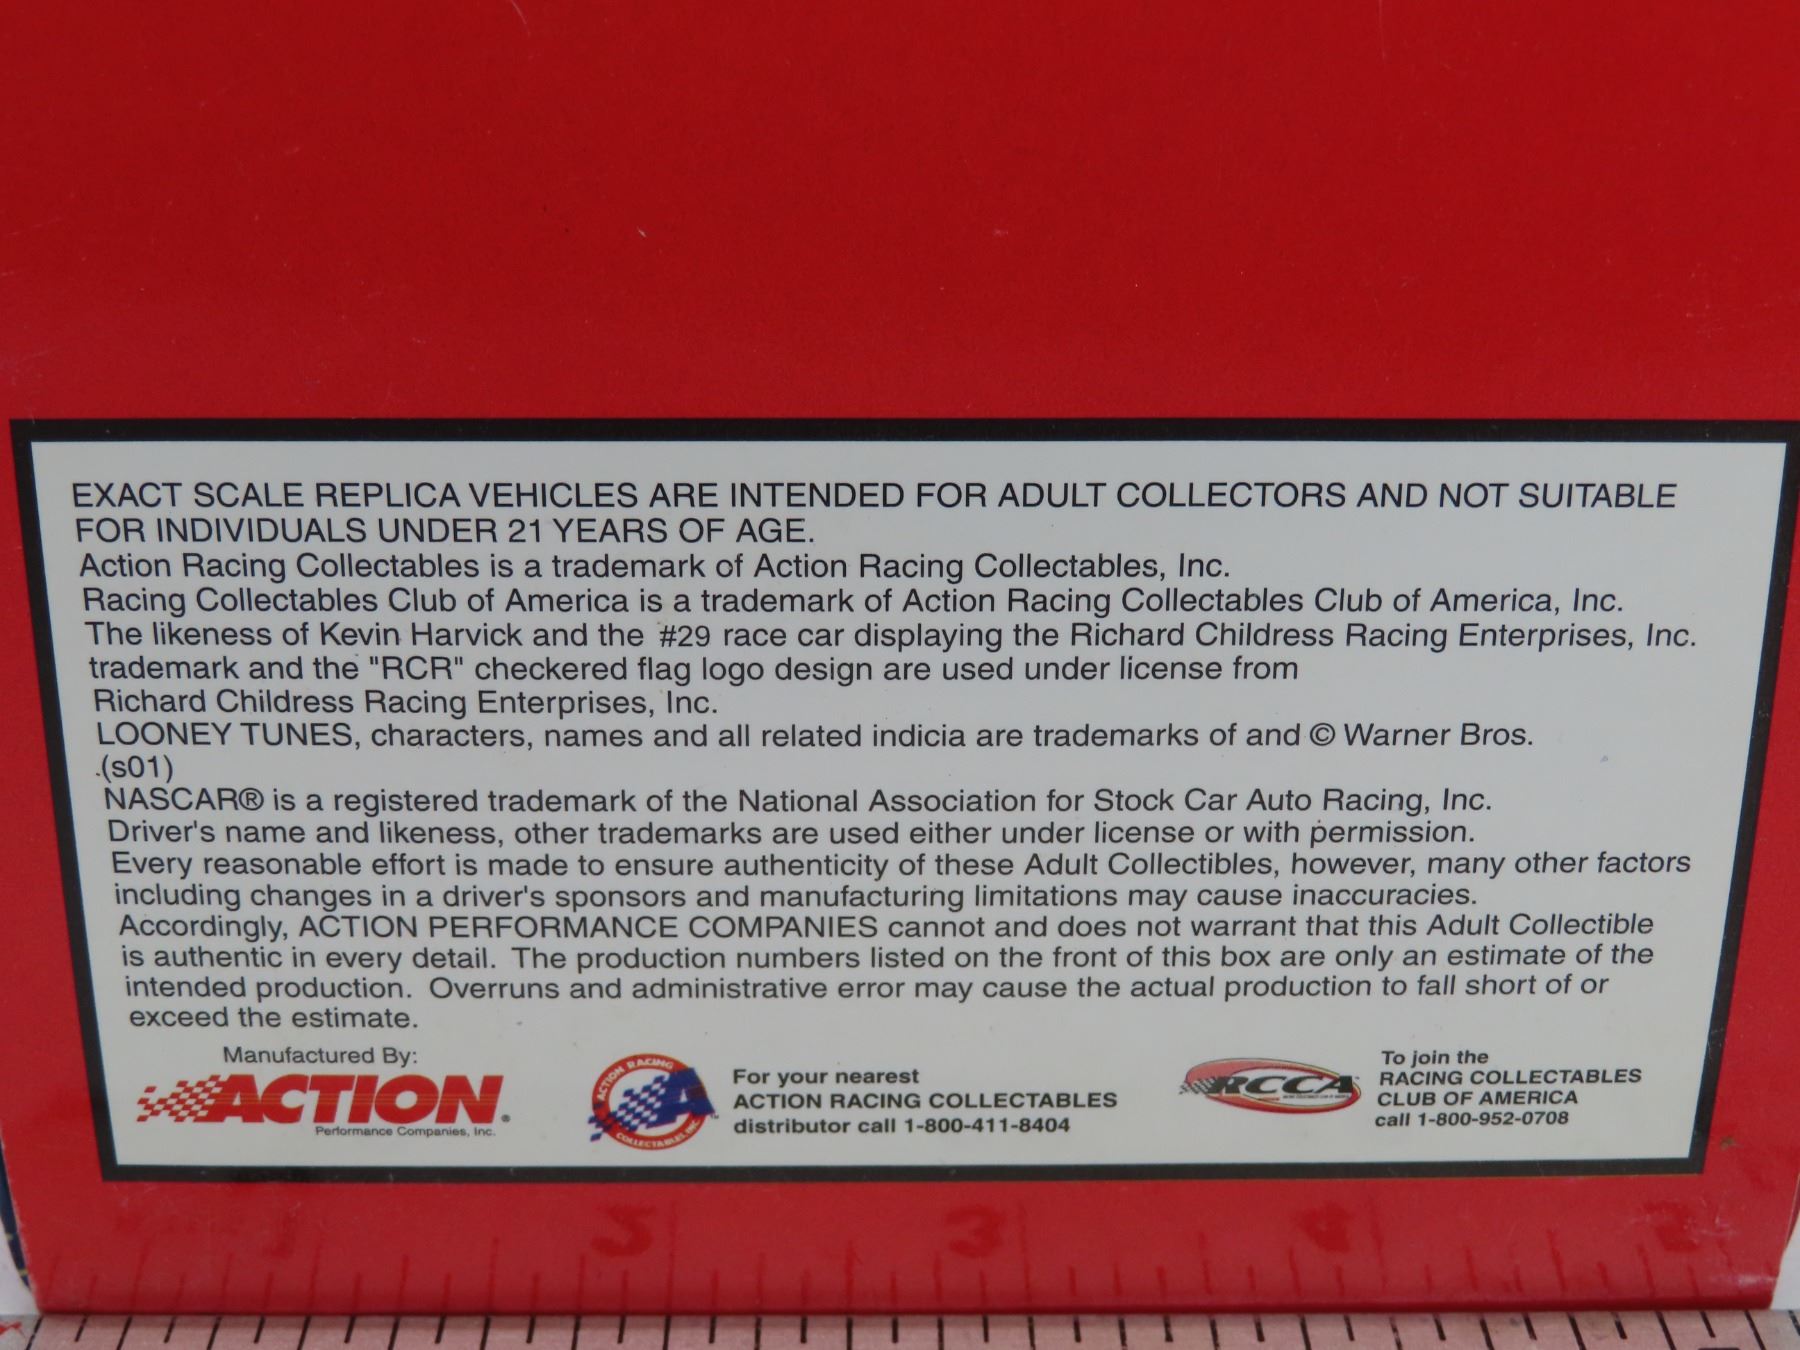 EXACT SCALE REPLICA VEHICLES ARE INTENDED FOR ADULT COLLECTORS AND NOT SUITABLE
FOR INDIVIDUALS UNDER 21 YEARS OF AGE.
Action Racing Collectables is a trademark of Action Racing Collectables, Inc.
Racing Collectables Club of America is a trademark of Action Racing Collectables Club of America, Inc.
The likeness of Kevin Harvick and the #29 race car displaying the Richard Childress Racing Enterprises, Inc.
trademark and the "RCR" checkered flag logo design are used under license from
Richard Childress Racing Enterprises, Inc.
LOONEY TUNES, characters, names and all related indicia are trademarks of and © Warner Bros.
.(s01)
NASCAR® is a registered trademark of the National Association for Stock Car Auto Racing, Inc.
Driver's name and likeness, other trademarks are used either under license or with permission.
Every reasonable effort is made to ensure authenticity of these Adult Collectibles, however, many other factors
including changes in a driver's sponsors and manufacturing limitations may cause inaccuracies.
Accordingly, ACTION PERFORMANCE COMPANIES cannot and does not warrant that this Adult Collectible
is authentic in every detail. The production numbers listed on the front of this box are only an estimate of the
intended production. Overruns and administrative error may cause the actual production to fall short of or
exceed the estimate.
Manufactured By:
ACTION®
Performance Companies, Inc.
ACTION RACING
COLLECTABLES, INC.
A™
For your nearest
ACTION RACING COLLECTABLES
distributor call 1-800-411-8404
RCCA
To join the
RACING COLLECTABLES
CLUB OF AMERICA
call 1-800-952-0708
2 3 4 5